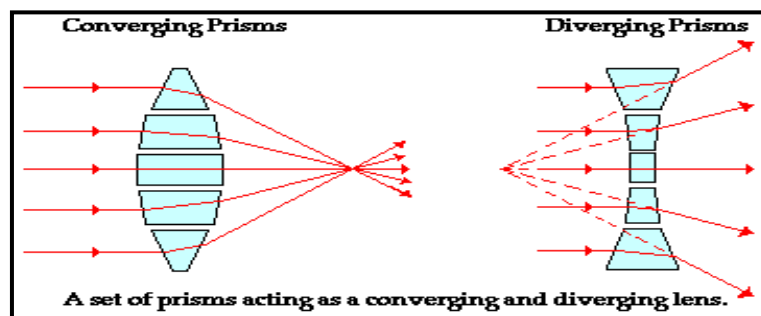 Converging Prisms
Diverging Prisms
A set of prisms acting as a converging and diverging lens.